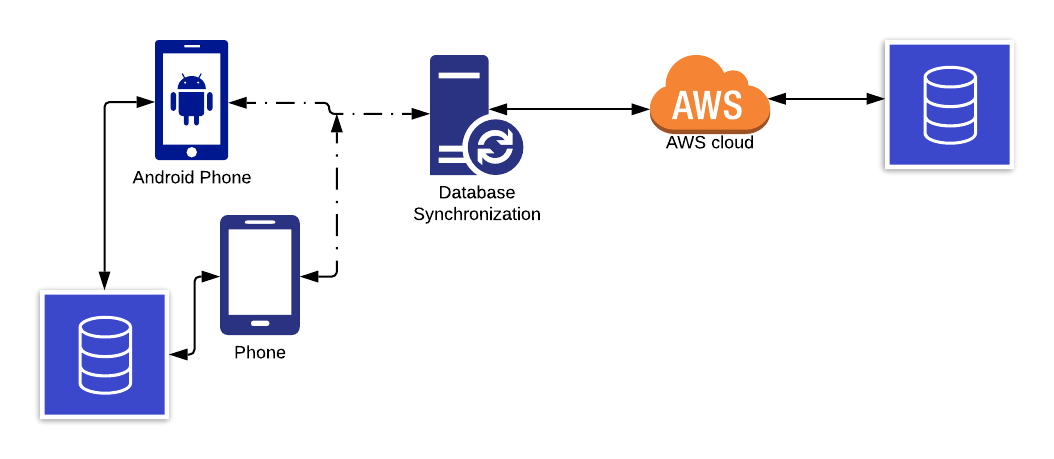 Android Phone
Database
Synchronization
AWS
AWS cloud
Phone